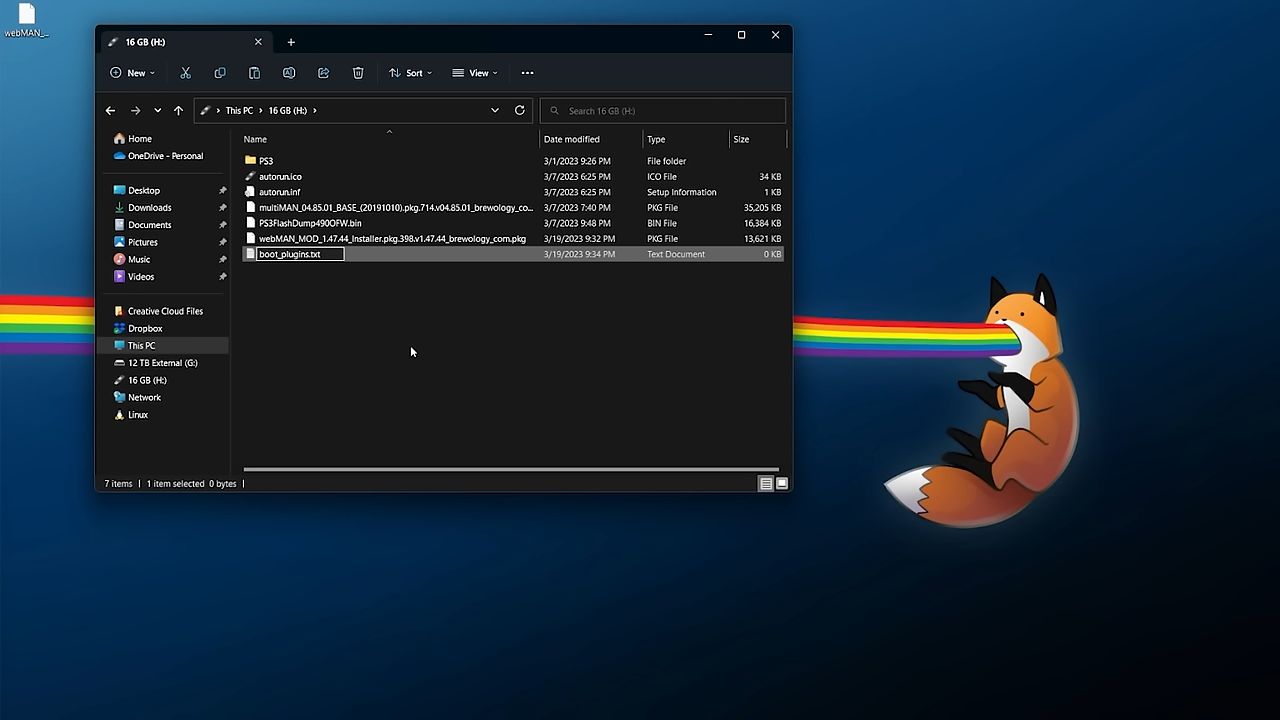 webMAN_...
16 GB (H:)
New
Sort
View
This PC
16 GB (H:)
Search 16 GB (H:)
Name Date modified Type Size
Home
OneDrive - Personal
Desktop
Downloads
Documents
Pictures
Music
Videos
Creative Cloud Files
Dropbox
This PC
12 TB External (G:)
16 GB (H:)
Network
Linux
PS3 3/1/2023 9:26 PM File folder
autorun.ico 3/7/2023 6:25 PM ICO File 34 KB
autorun.inf 3/7/2023 6:25 PM Setup Information 1 KB
multiMAN_04.85.01_BASE_(20191010).pkg.714.v04.85.01_brewology_co... 3/7/2023 7:40 PM PKG File 35,205 KB
PS3FlashDump490OFW.bin 3/7/2023 9:48 PM BIN File 16,384 KB
webMAN_MOD_1.47.44_Installer.pkg.398.v1.47.44_brewology_com.pkg 3/19/2023 9:32 PM PKG File 13,621 KB
boot_plugins.txt 3/19/2023 9:34 PM Text Document 0 KB
7 items 1 item selected 0 bytes